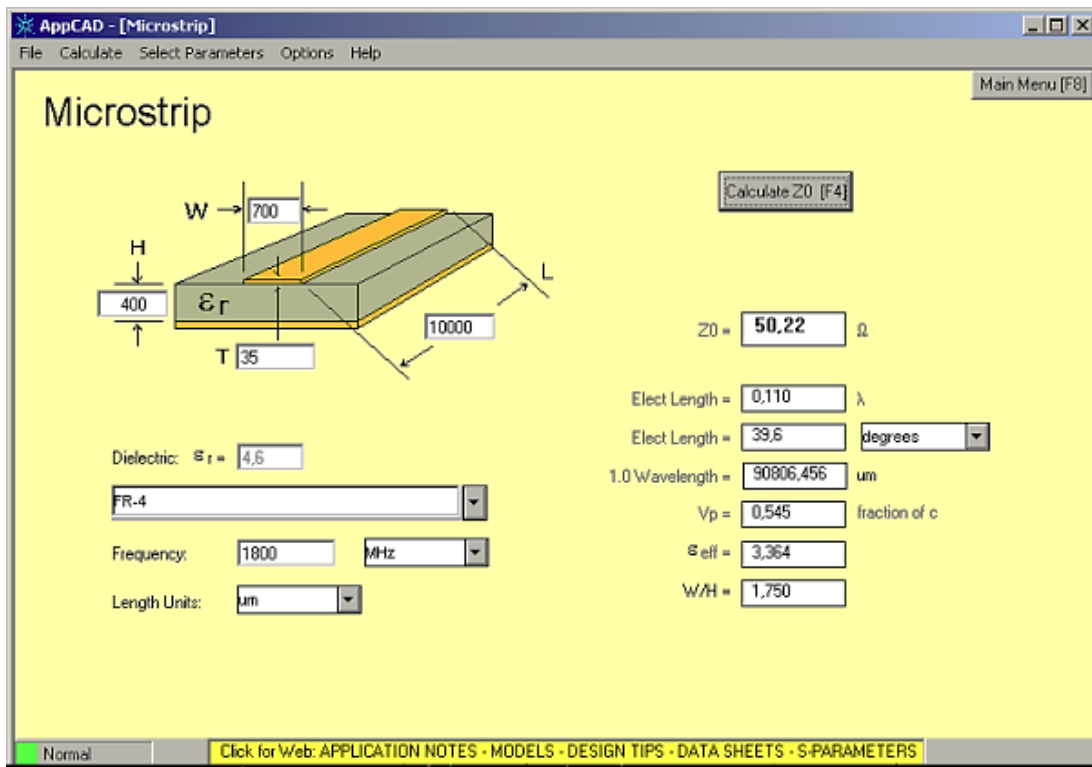 AppCAD - [Microstrip]
File Calculate Select Parameters Options Help
Main Menu [F8]
Microstrip
Calculate Z0 [F4]
W 700
H
L
400
εr
10000
T 35
Z0 = 50,22 Ω
Elect Length = 0,110 λ
Elect Length = 39,6 degrees
Dielectric: εr = 4,6
1.0 Wavelength = 90806,456 um
FR-4
Vp = 0,545 fraction of c
Frequency: 1800 MHz
εeff = 3,364
W/H = 1,750
Length Units: um
Normal
Click for Web: APPLICATION NOTES - MODELS - DESIGN TIPS - DATA SHEETS - S-PARAMETERS